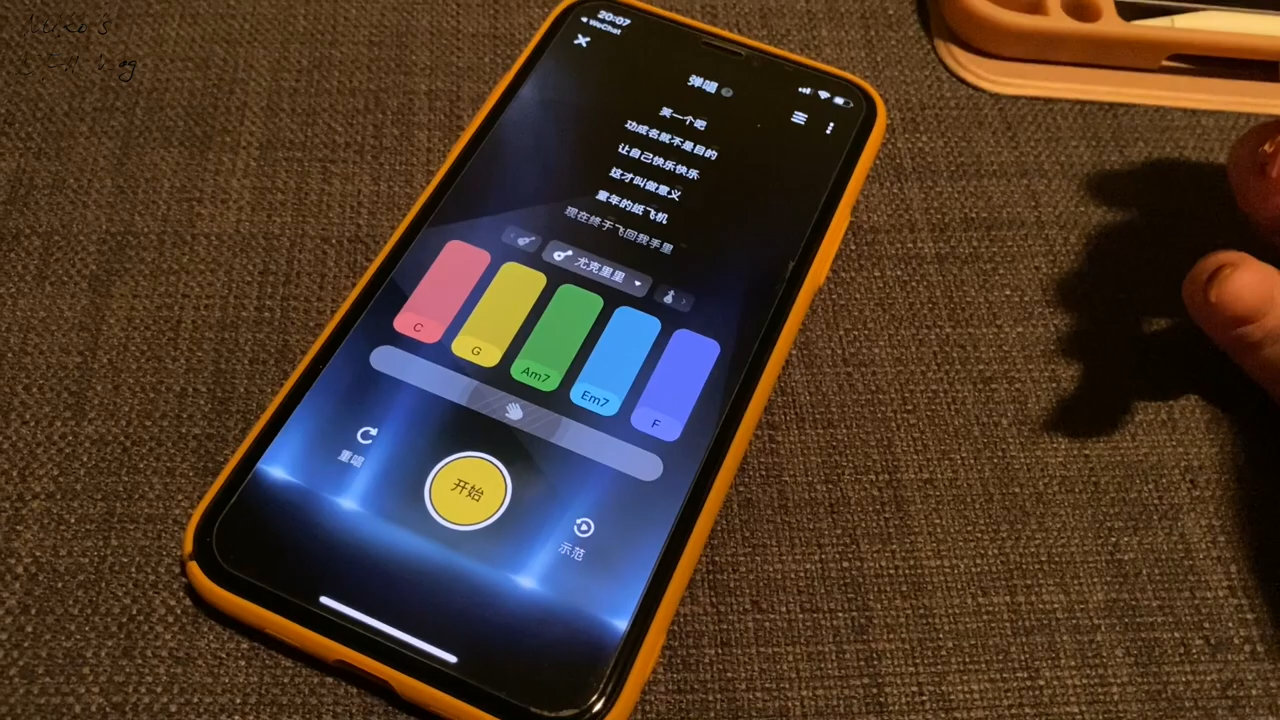 20:07
◀ WeChat
弹唱
笑一个吧
功成名就不是目的
让自己快乐快乐
这才叫做意义
童年的纸飞机
现在终于飞回我手里
尤克里里
C
G
Am7
Em7
F
重唱
开始
示范